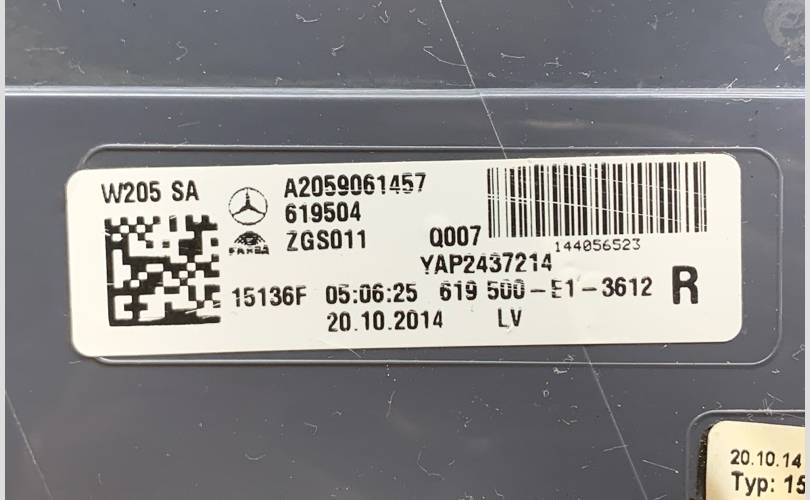 W205 SA
A2059061457
619504
ZGS011
Q007
144056523
YAP2437214
15136F 05:06:25 619 500-E1-3612 R
20.10.2014 LV
20.10.14
Typ: 15